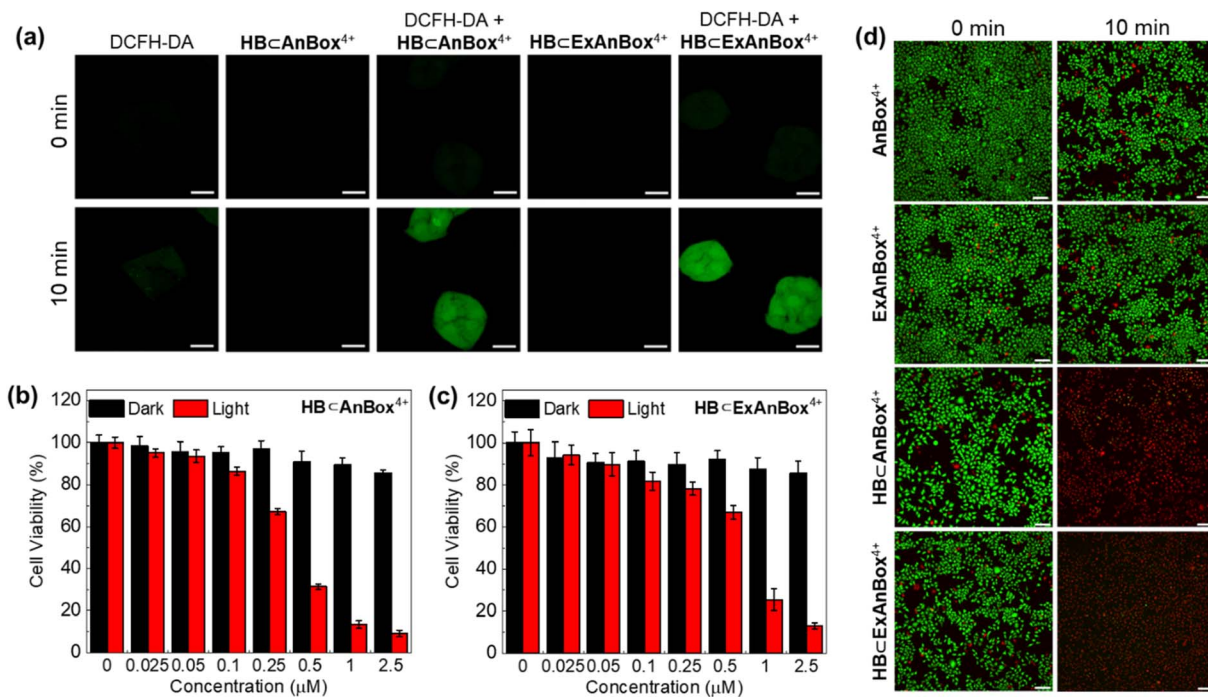 (a)
DCFH-DA
HB⊂AnBox⁴⁺
DCFH-DA +
HB⊂AnBox⁴⁺
HB⊂ExAnBox⁴⁺
DCFH-DA +
HB⊂ExAnBox⁴⁺
0 min
10 min
(b)
Dark Light HB⊂AnBox⁴⁺
Cell Viability (%)
120
100
80
60
40
20
0
0 0.025 0.05 0.1 0.25 0.5 1 2.5
Concentration (μM)
(c)
Dark Light HB⊂ExAnBox⁴⁺
Cell Viability (%)
120
100
80
60
40
20
0
0 0.025 0.05 0.1 0.25 0.5 1 2.5
Concentration (μM)
(d)
0 min 10 min
AnBox⁴⁺
ExAnBox⁴⁺
HB⊂AnBox⁴⁺
HB⊂ExAnBox⁴⁺